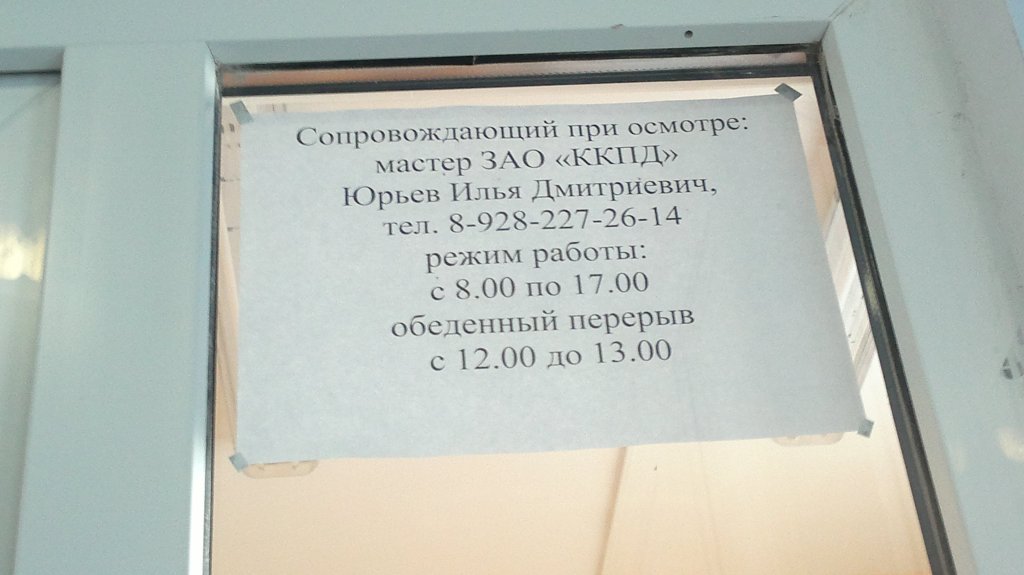 Сопровождающий при осмотре:
мастер ЗАО «ККПД»
Юрьев Илья Дмитриевич,
тел. 8-928-227-26-14
режим работы:
с 8.00 по 17.00
обеденный перерыв
с 12.00 до 13.00